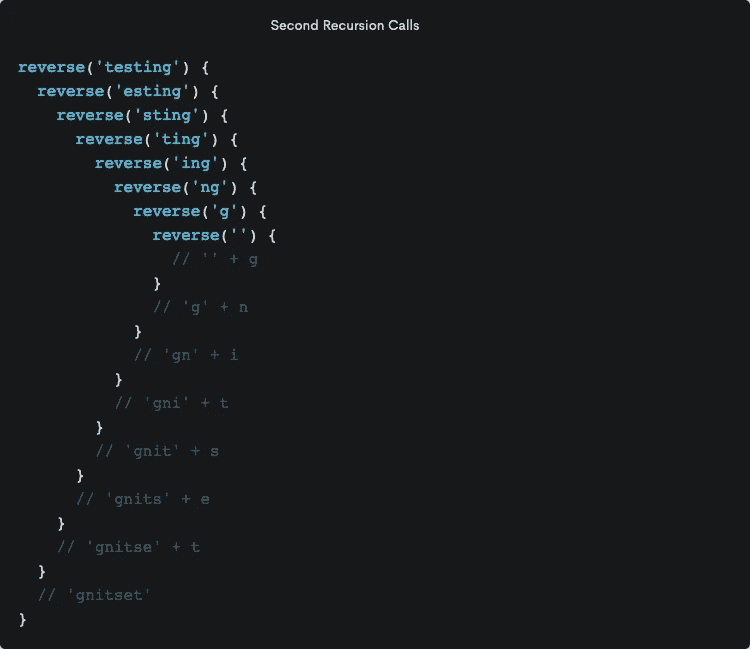 Second Recursion Calls
reverse('testing') {
reverse('esting') {
reverse('sting') {
reverse('ting') {
reverse('ing') {
reverse('ng') {
reverse('g') {
reverse('') {
// '' + g
}
// 'g' + n
}
// 'gn' + i
}
// 'gni' + t
}
// 'gnit' + s
}
// 'gnits' + e
}
// 'gnitse' + t
}
// 'gnitset'
}